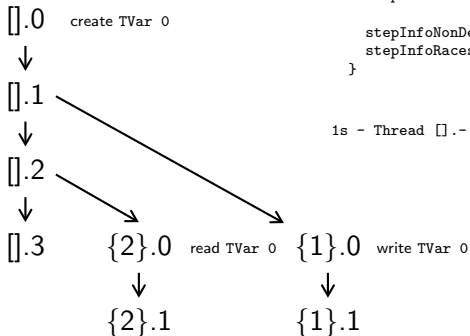 [].0 create TVar 0
stepInfoNonDe
stepInfoRaces
}
[].1
1s - Thread [].-
[].2
[].3 {2}.0 read TVar 0 {1}.0 write TVar 0
{2}.1 {1}.1